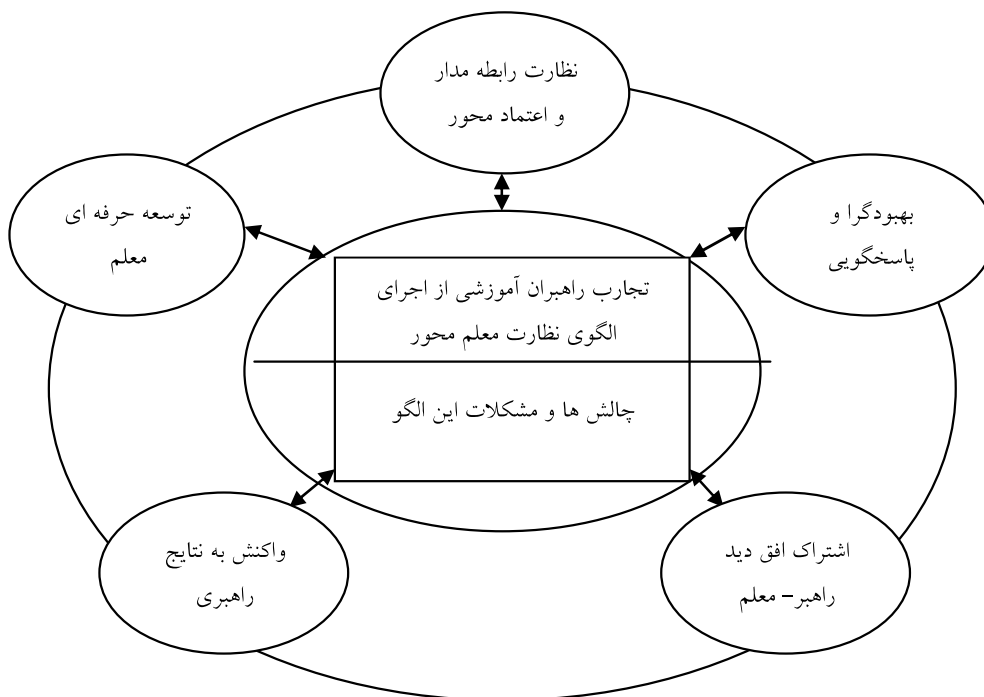 نظارت رابطه مدار
و اعتماد محور
بهبودگرا و
پاسخگویی
توسعه حرفه ای
معلم
تجارب راهبران آموزشی از اجرای
الگوی نظارت معلم محور
چالش ها و مشکلات این الگو
اشتراک افق دید
راهبر- معلم
واکنش به نتایج
راهبری